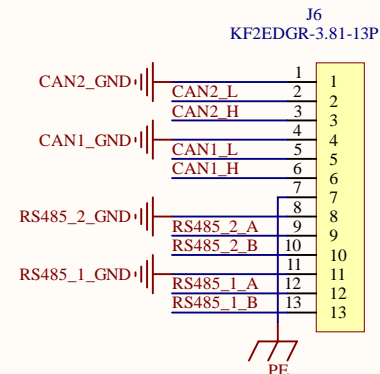 J6
KF2EDGR-3.81-13P
CAN2_GND 1 1
CAN2_L 2 2
CAN2_H 3 3
CAN1_GND 4 4
CAN1_L 5 5
CAN1_H 6 6
7 7
RS485_2_GND 8 8
RS485_2_A 9 9
RS485_2_B 10 10
RS485_1_GND 11 11
RS485_1_A 12 12
RS485_1_B 13 13
PE